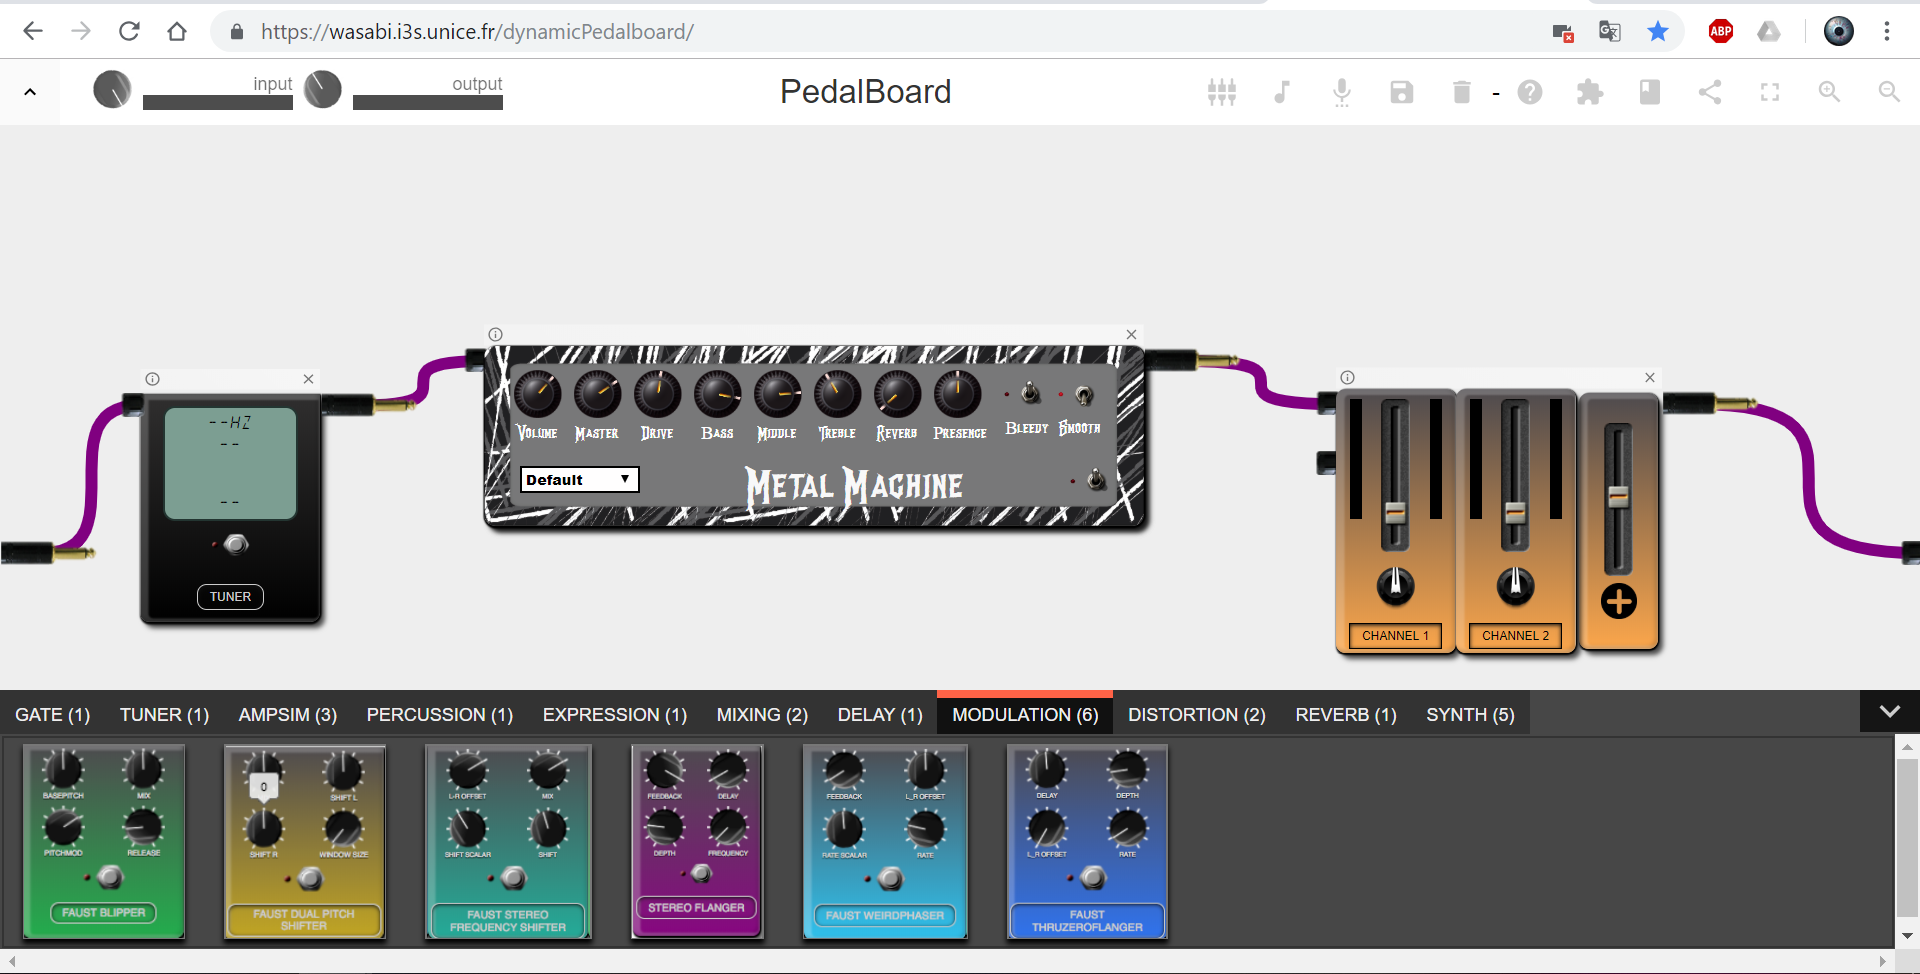 https://wasabi.i3s.unice.fr/dynamicPedalboard/
ABP
input
output
PedalBoard
-
--HZ
--
--
TUNER
VOLUME MASTER DRIVE BASS MIDDLE TREBLE REVERB PRESENCE BLEEDY SMOOTH
Default
METAL MACHINE
CHANNEL 1
CHANNEL 2
GATE (1) TUNER (1) AMPSIM (3) PERCUSSION (1) EXPRESSION (1) MIXING (2) DELAY (1) MODULATION (6) DISTORTION (2) REVERB (1) SYNTH (5)
BASEPITCH MIX
PITCHMOD RELEASE
FAUST BLIPPER
0
SHIFT L
SHIFT R WINDOW SIZE
FAUST DUAL PITCH
SHIFTER
L-R OFFSET MIX
SHIFT SCALAR SHIFT
FAUST STEREO
FREQUENCY SHIFTER
FEEDBACK DELAY
DEPTH FREQUENCY
STEREO FLANGER
FEEDBACK L_R OFFSET
RATE SCALAR RATE
FAUST WEIRDPHASER
DELAY DEPTH
L_R OFFSET RATE
FAUST
THRUZEROFLANGER